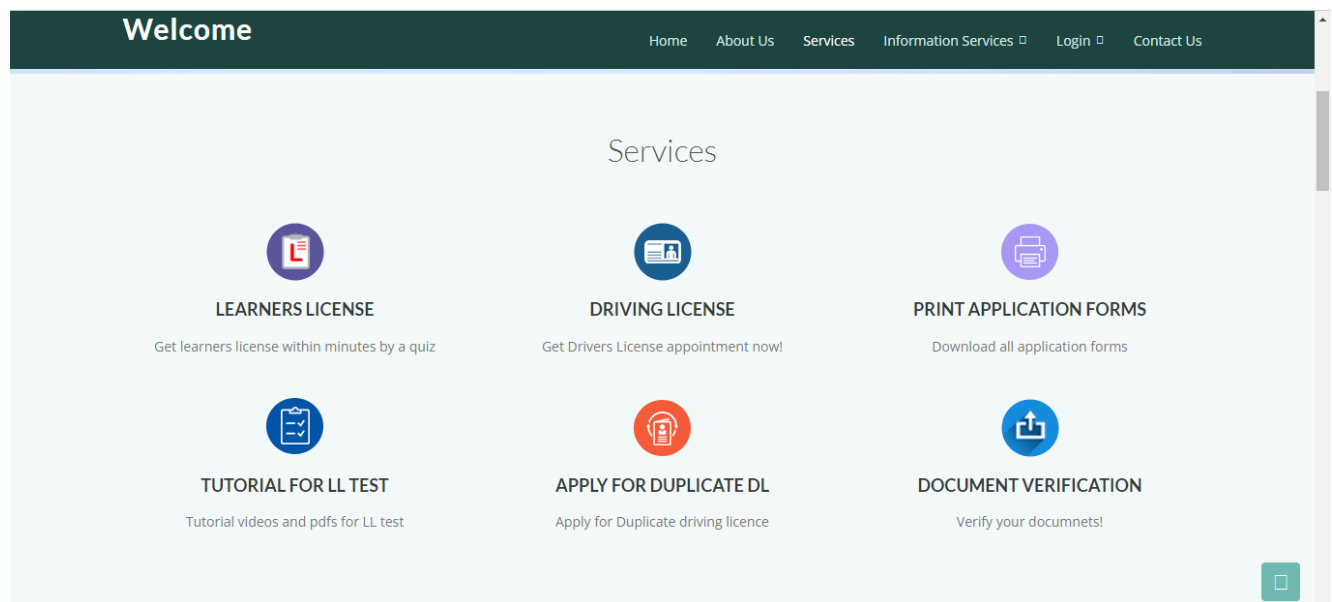 Welcome
Home About Us Services Information Services Login Contact Us
Services
L
LEARNERS LICENSE
Get learners license within minutes by a quiz
DRIVING LICENSE
Get Drivers License appointment now!
PRINT APPLICATION FORMS
Download all application forms
TUTORIAL FOR LL TEST
Tutorial videos and pdfs for LL test
APPLY FOR DUPLICATE DL
Apply for Duplicate driving licence
DOCUMENT VERIFICATION
Verify your documnets!